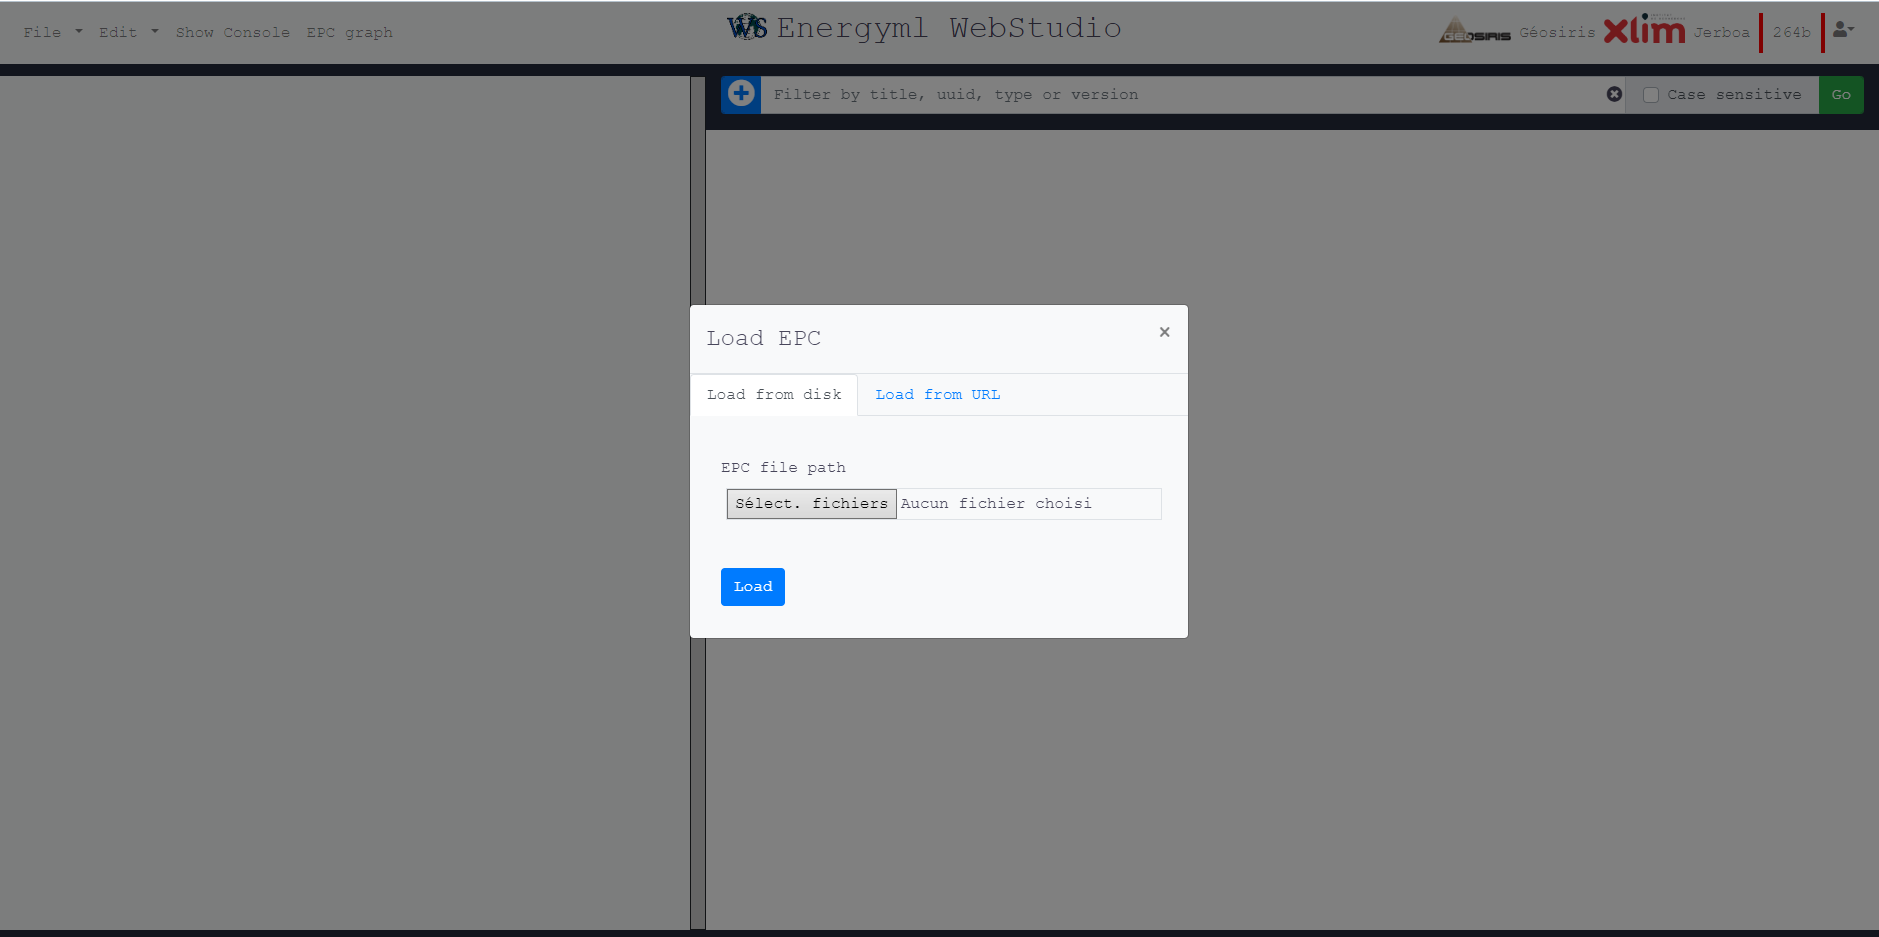 File Edit Show Console EPC graph
WS Energyml WebStudio
GEOSIRIS Géosiris Xlim Jerboa 264b
Filter by title, uuid, type or version
Case sensitive Go
Load EPC ×
Load from disk Load from URL
EPC file path
Sélect. fichiers Aucun fichier choisi
Load